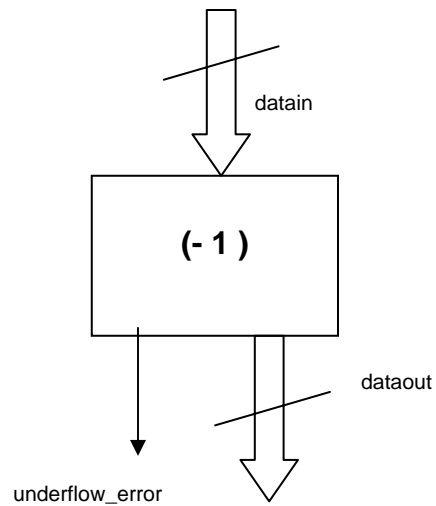 datain
(- 1 )
dataout
underflow_error